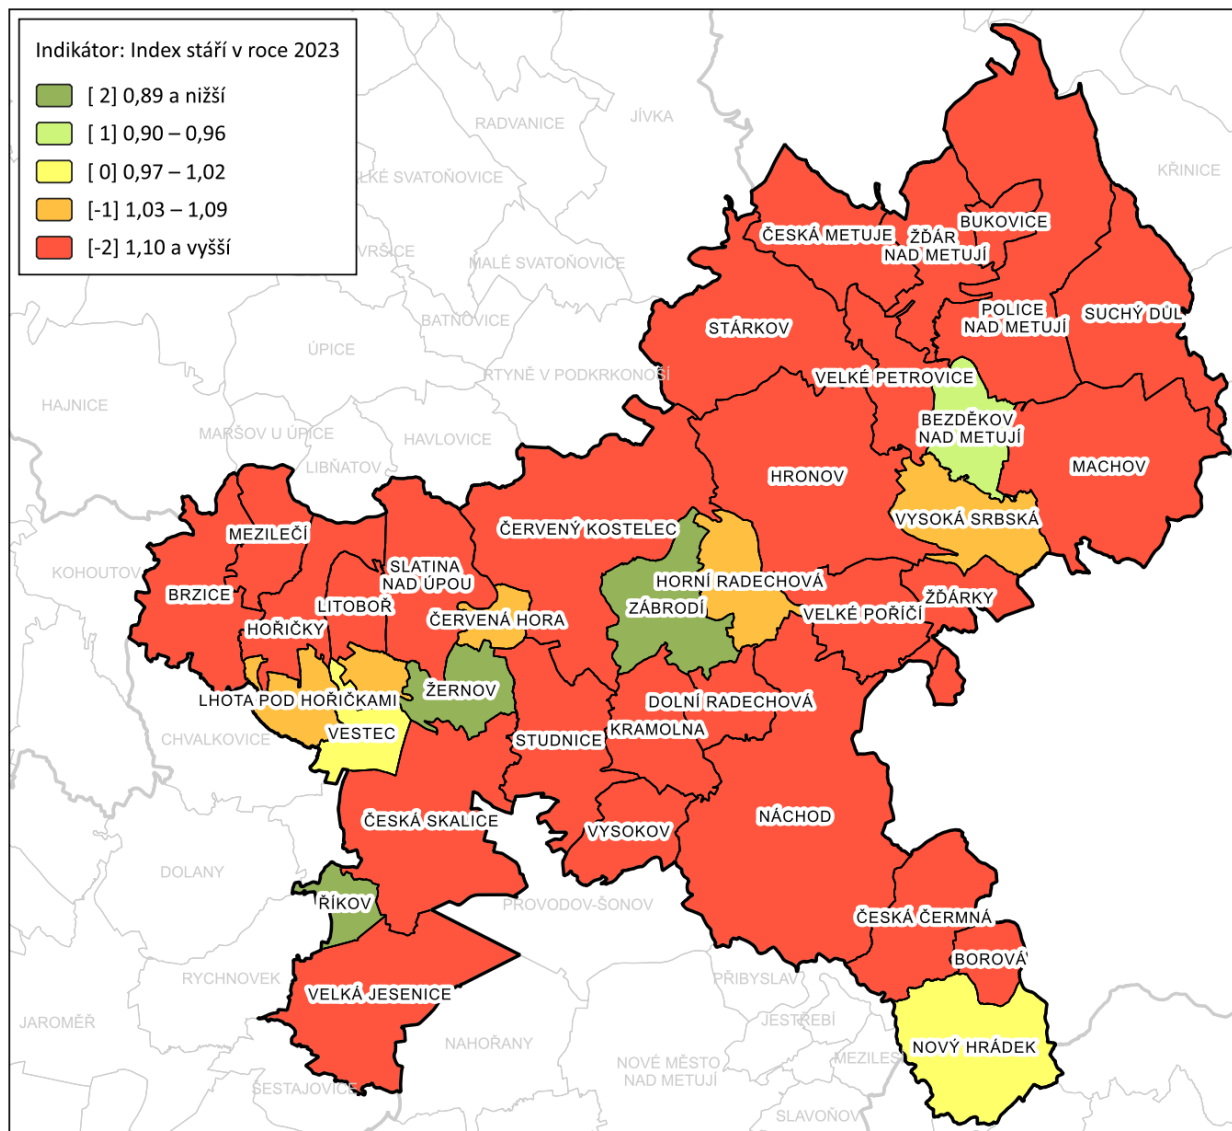 Indikátor: Index stáří v roce 2023
[ 2] 0,89 a nižší
[ 1] 0,90 – 0,96
[ 0] 0,97 – 1,02
[-1] 1,03 – 1,09
[-2] 1,10 a vyšší
RADVANICE
JÍVKA
KŘINICE
LKÉ SVATOŇOVICE
VRŠICE
MALÉ SVATOŇOVICE
BATŇOVICE
ÚPICE
RTYNĚ V PODKRKONOŠÍ
HAJNICE
MARŠOV U ÚPICE
HAVLOVICE
LIBŇATOV
KOHOUTOV
CHVALKOVICE
DOLANY
RYCHNOVEK
JAROMĚŘ
SESTAJOVICE
NAHOŘANY
PROVODOV-ŠONOV
PŘIBYSLAV
JESTŘEBÍ
MEZILES
NOVÉ MĚSTO
NAD METUJÍ
SLAVOŇOV
BUKOVICE
ČESKÁ METUJE
ŽĎÁR
NAD METUJÍ
STÁRKOV
POLICE
NAD METUJÍ
SUCHÝ DŮL
VELKÉ PETROVICE
BEZDĚKOV
NAD METUJÍ
MACHOV
HRONOV
VYSOKÁ SRBSKÁ
ČERVENÝ KOSTELEC
MEZILEČÍ
SLATINA
NAD ÚPOU
BRZICE
LITOBOŘ
HOŘIČKY
ČERVENÁ HORA
HORNÍ RADECHOVÁ
ZÁBRODÍ
VELKÉ POŘÍČÍ
ŽĎÁRKY
LHOTA POD HOŘIČKAMI
ŽERNOV
VESTEC
DOLNÍ RADECHOVÁ
KRAMOLNA
STUDNICE
ČESKÁ SKALICE
VYSOKOV
NÁCHOD
ŘÍKOV
ČESKÁ ČERMNÁ
BOROVÁ
VELKÁ JESENICE
NOVÝ HRÁDEK